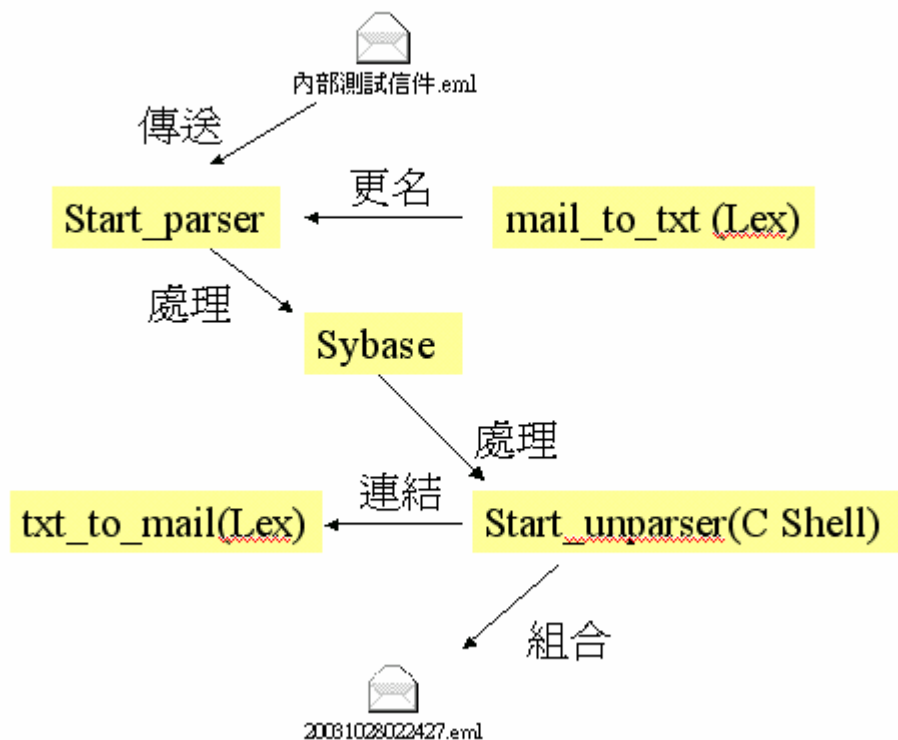 內部測試信件.eml
傳送
更名
Start_parser
mail_to_txt (Lex)
處理
Sybase
處理
連結
txt_to_mail(Lex)
Start_unparser(C Shell)
組合
20031028022427.eml